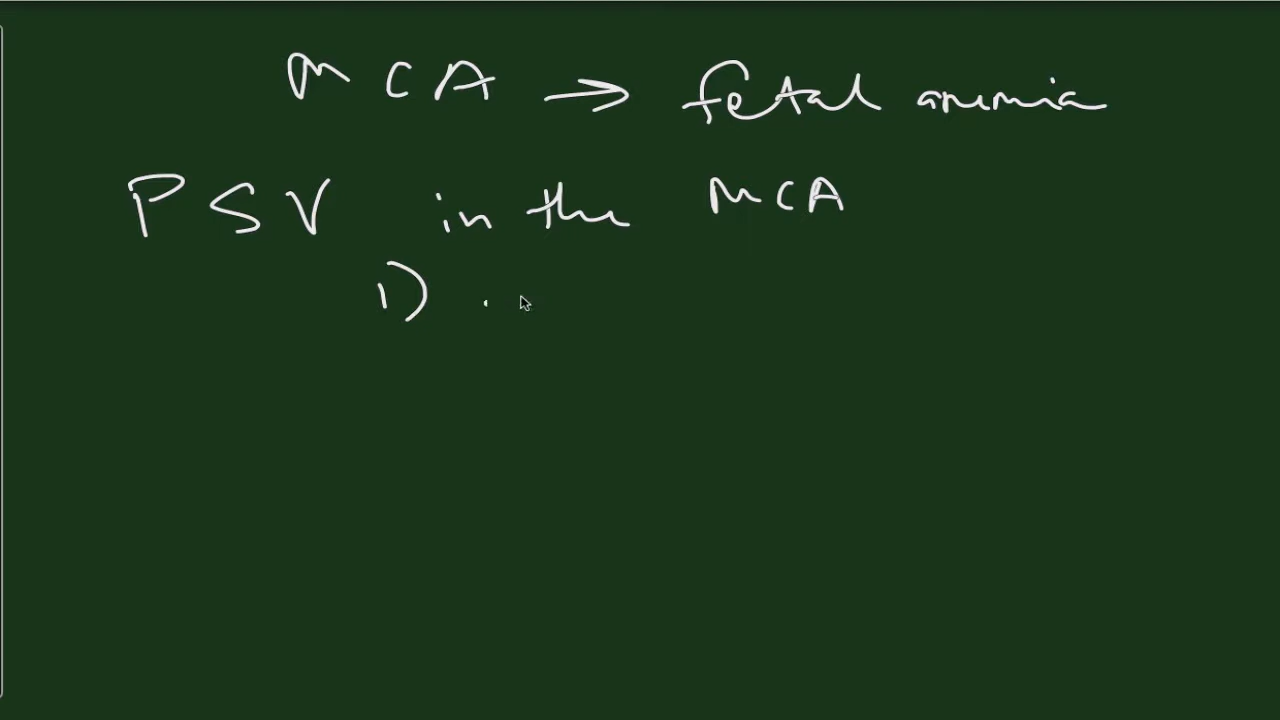 MCA → fetal anemia
PSV in the MCA
1) .